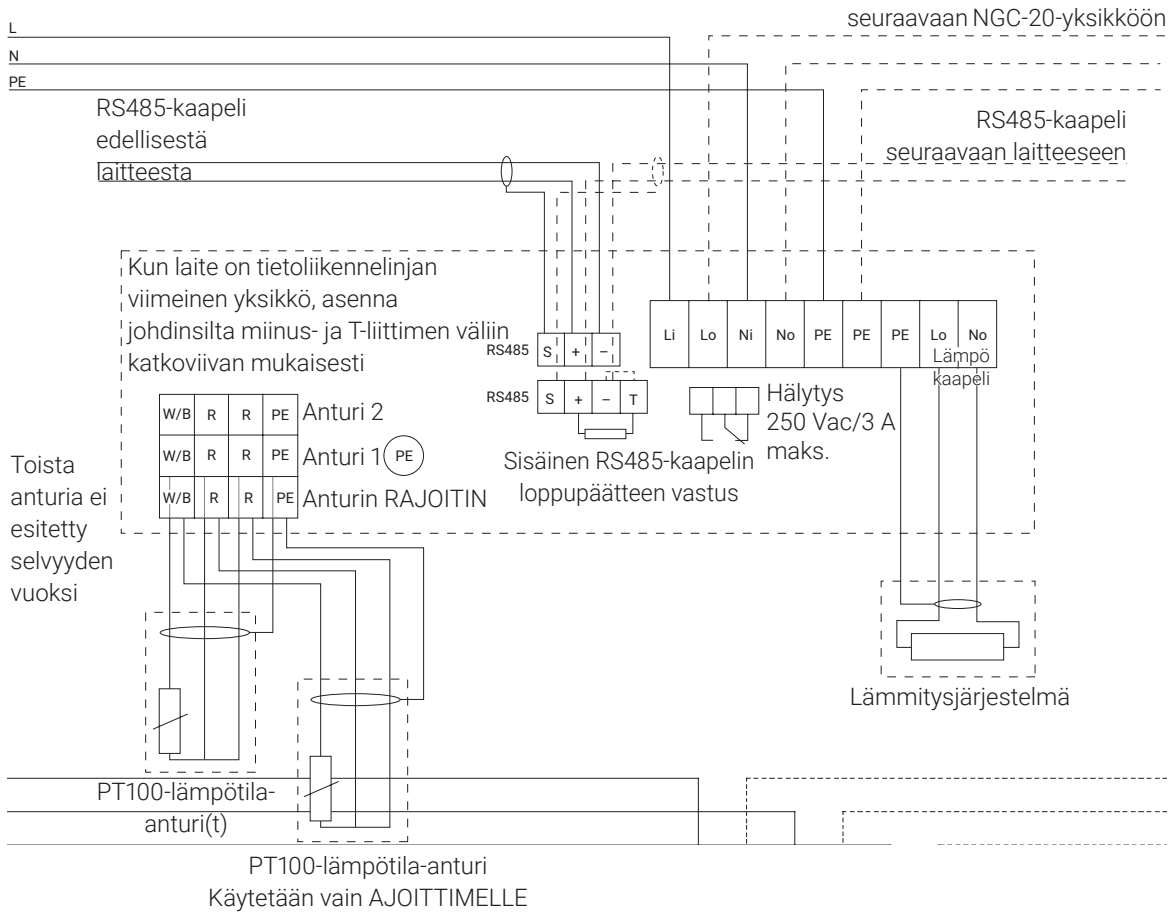 seuraavaan NGC-20-yksikköön
L
N
PE
RS485-kaapeli
edellisestä
laitteesta
RS485-kaapeli
seuraavaan laitteeseen
Kun laite on tietoliikennelinjan
viimeinen yksikkö, asenna
johdinsilta miinus- ja T-liittimen väliin
katkoviivan mukaisesti
RS485 S + –
RS485 S + – T
Li Lo Ni No PE PE PE Lo No
Lämpö
kaapeli
Hälytys
250 Vac/3 A
maks.
Sisäinen RS485-kaapelin
loppupäätteen vastus
W/B R R PE Anturi 2
W/B R R PE Anturi 1 PE
W/B R R PE Anturin RAJOITIN
Toista
anturia ei
esitetty
selvyyden
vuoksi
Lämmitysjärjestelmä
PT100-lämpötila-
anturi(t)
PT100-lämpötila-anturi
Käytetään vain AJOITTIMELLE